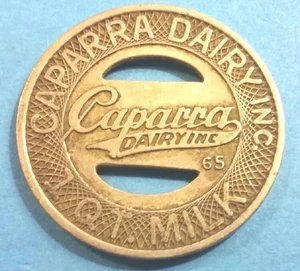 CAPARRA DAIRY INC.
Caparra
DAIRY INC
65
1 QT. MILK